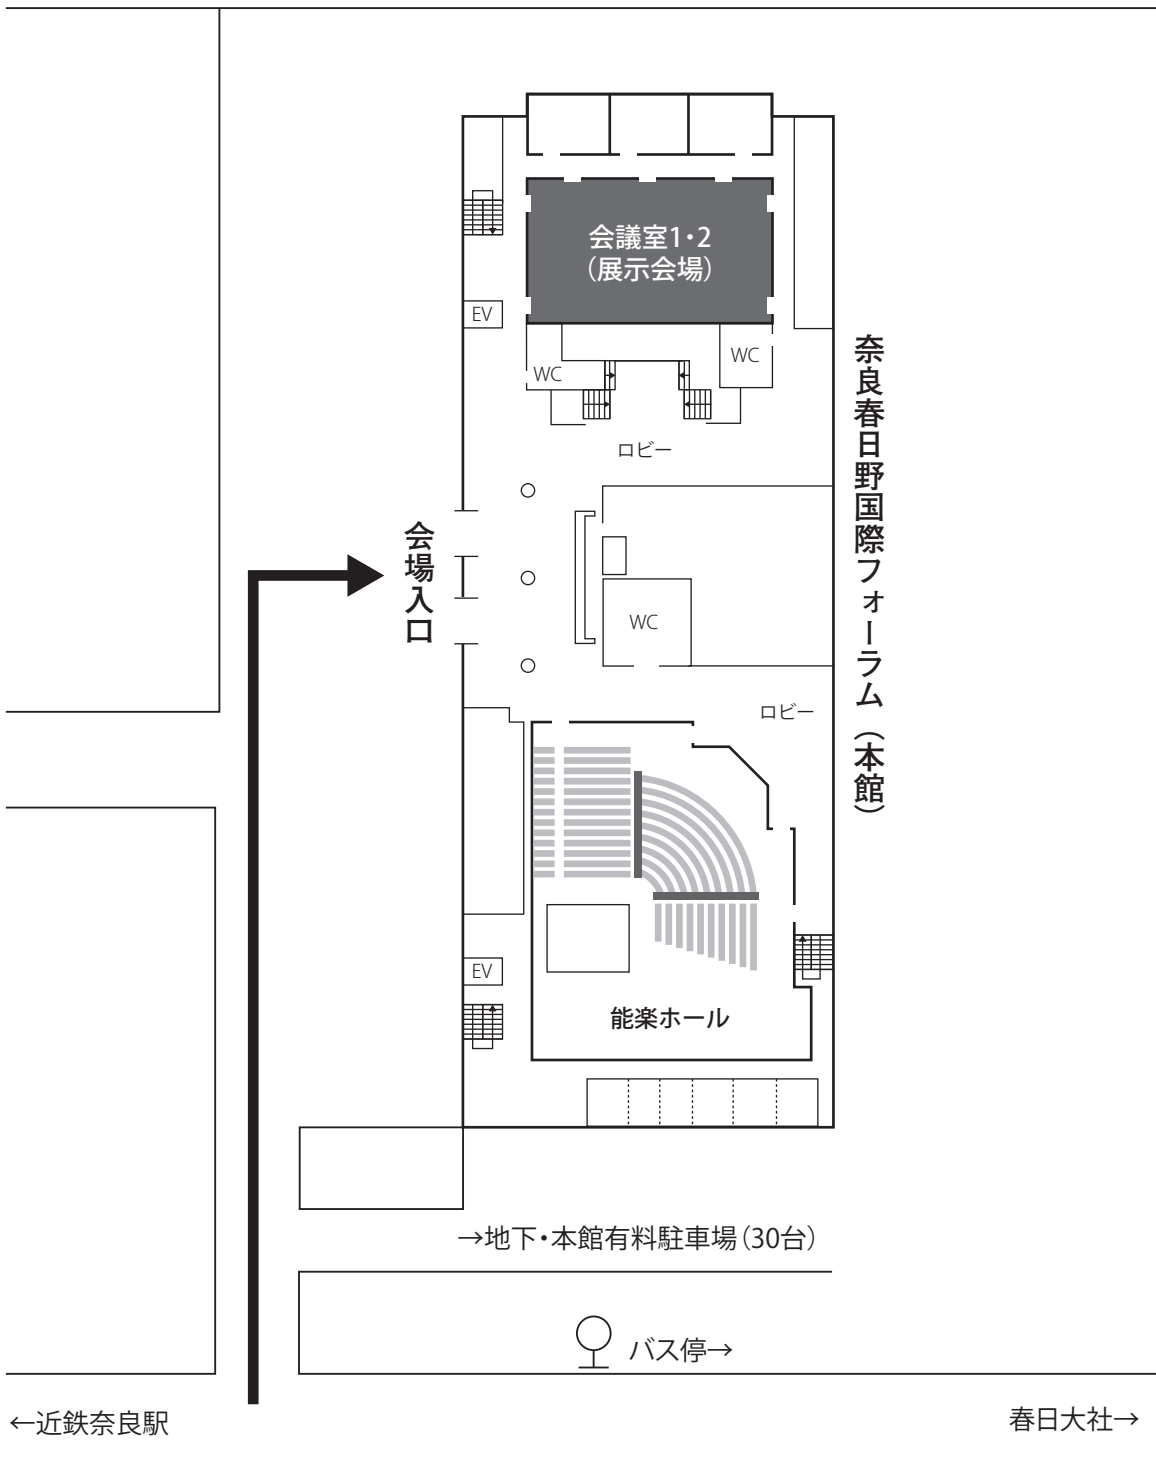 会議室1・2
（展示会場）
EV
WC
WC
ロビー
会場入口
奈良春日野国際フォーラム（本館）
WC
ロビー
EV
能楽ホール
→地下・本館有料駐車場（30台）
バス停→
←近鉄奈良駅
春日大社→